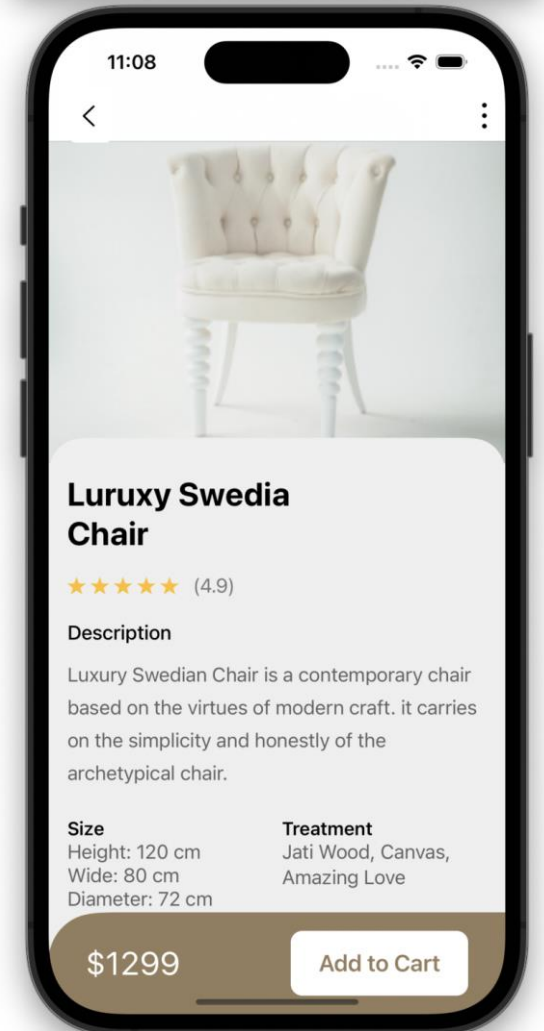 11:08
Luruxy Swedia
Chair
(4.9)
Description
Luxury Swedian Chair is a contemporary chair
based on the virtues of modern craft. it carries
on the simplicity and honestly of the
archetypical chair.
Size
Height: 120 cm
Wide: 80 cm
Diameter: 72 cm
Treatment
Jati Wood, Canvas,
Amazing Love
$1299
Add to Cart